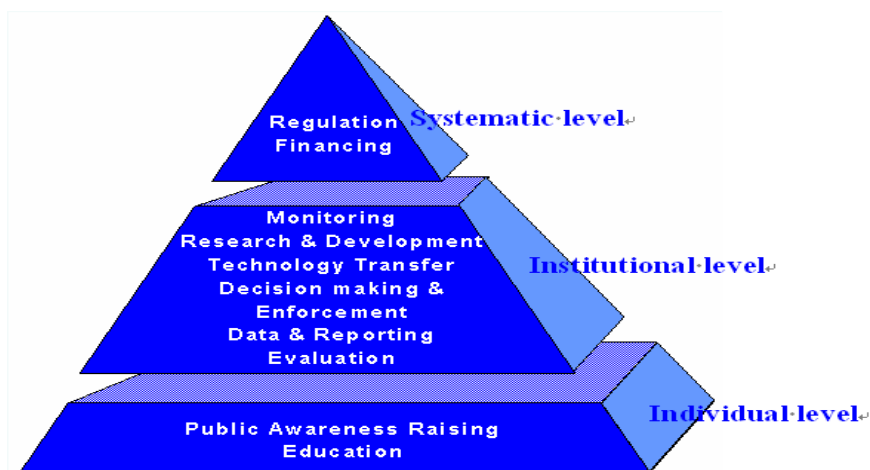 Regulation
Financing
Systematic·level↵
Monitoring
Research & Development
Technology Transfer
Decision making &
Enforcement
Data & Reporting
Evaluation
Institutional·level↵
Public Awareness Raising
Education
Individual·level↵